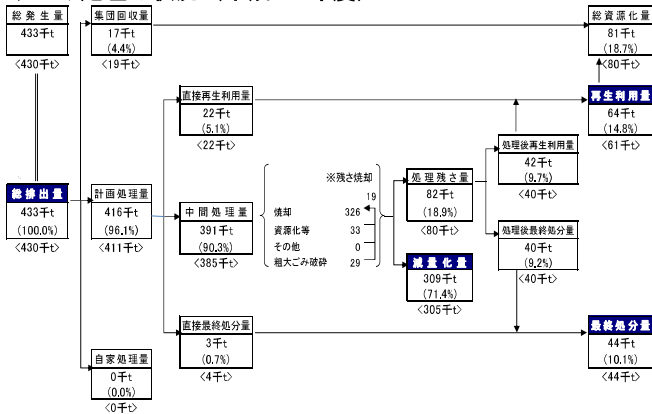 総発生量
433千t
<430千t>
集団回収量
17千t
(4.4%)
<19千t>
総資源化量
81千t
(18.7%)
<80千t>
直接再生利用量
22千t
(5.1%)
<22千t>
再生利用量
64千t
(14.8%)
<61千t>
処理後再生利用量
42千t
(9.7%)
<40千t>
総排出量
433千t
(100.0%)
<430千t>
計画処理量
416千t
(96.1%)
<411千t>
中間処理量
391千t
(90.3%)
<385千t>
※残さ焼却
19
焼却 326
資源化等 33
その他 0
粗大ごみ破砕 29
処理残さ量
82千t
(18,9%)
<80千t>
減量化量
309千t
(71.4%)
<305千t>
処理後最終処分量
40千t
(9.2%)
<40千t>
直接最終処分量
3千t
(0.7%)
<4千t>
最終処分量
44千t
(10.1%)
<44千t>
自家処理量
0千t
(0.0%)
<0千t>